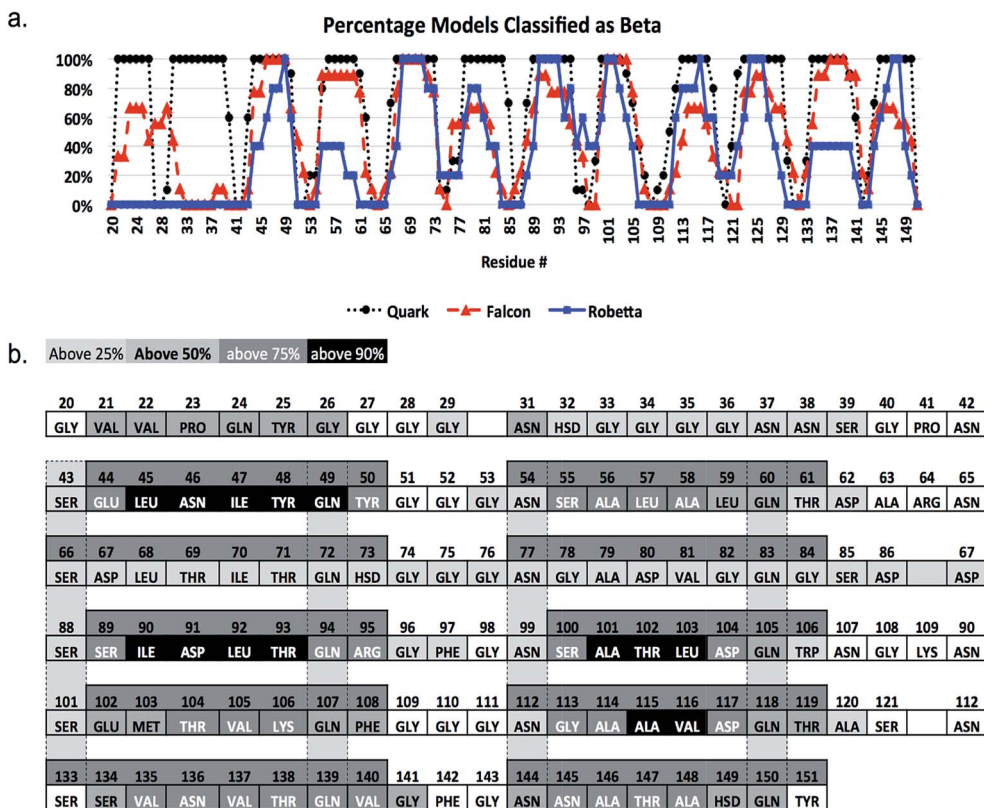 a.
Percentage Models Classified as Beta
100%
80%
60%
40%
20%
0%
20 24 28 33 37 41 45 49 53 57 61 65 69 73 77 81 85 89 93 97 101 105 109 113 117 121 125 129 133 137 141 145 149
Residue #
Quark Falcon Robetta
b.
Above 25% Above 50% above 75% above 90%
20 21 22 23 24 25 26 27 28 29 31 32 33 34 35 36 37 38 39 40 41 42
GLY VAL VAL PRO GLN TYR GLY GLY GLY GLY ASN HSD GLY GLY GLY GLY ASN ASN SER GLY PRO ASN
43 44 45 46 47 48 49 50 51 52 53 54 55 56 57 58 59 60 61 62 63 64 65
SER GLU LEU ASN ILE TYR GLN TYR GLY GLY GLY ASN SER ALA LEU ALA LEU GLN THR ASP ALA ARG ASN
66 67 68 69 70 71 72 73 74 75 76 77 78 79 80 81 82 83 84 85 86 67
SER ASP LEU THR ILE THR GLN HSD GLY GLY GLY ASN GLY ALA ASP VAL GLY GLN GLY SER ASP ASP
88 89 90 91 92 93 94 95 96 97 98 99 100 101 102 103 104 105 106 107 108 109 90
SER SER ILE ASP LEU THR GLN ARG GLY PHE GLY ASN SER ALA THR LEU ASP GLN TRP ASN GLY LYS ASN
101 102 103 104 105 106 107 108 109 110 111 112 113 114 115 116 117 118 119 120 121 112
SER GLU MET THR VAL LYS GLN PHE GLY GLY GLY ASN GLY ALA ALA VAL ASP GLN THR ALA SER ASN
133 134 135 136 137 138 139 140 141 142 143 144 145 146 147 148 149 150 151
SER SER VAL ASN VAL THR GLN VAL GLY PHE GLY ASN ASN ALA THR ALA HSD GLN TYR